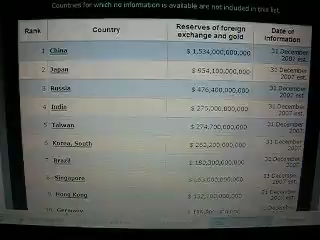 Countries for which no information is available are not included in this list.
Rank Country Reserves of foreign exchange and gold Date of Information
1 China $ 1,534,000,000,000 31 December 2007 est.
2 Japan $ 954,100,000,000 31 December 2007 est.
3 Russia $ 476,400,000,000 31 December 2007 est.
4 India $ 275,000,000,000 31 December 2007 est.
5 Taiwan $ 274,700,000,000 31 December 2007
6 Korea, South 31 December 2007 est.
7 Brazil $ 180,300,000,000 31 December 2007 est.
8 Singapore 31 December 2007 est.
9 Hong Kong 31 December
10 Germany